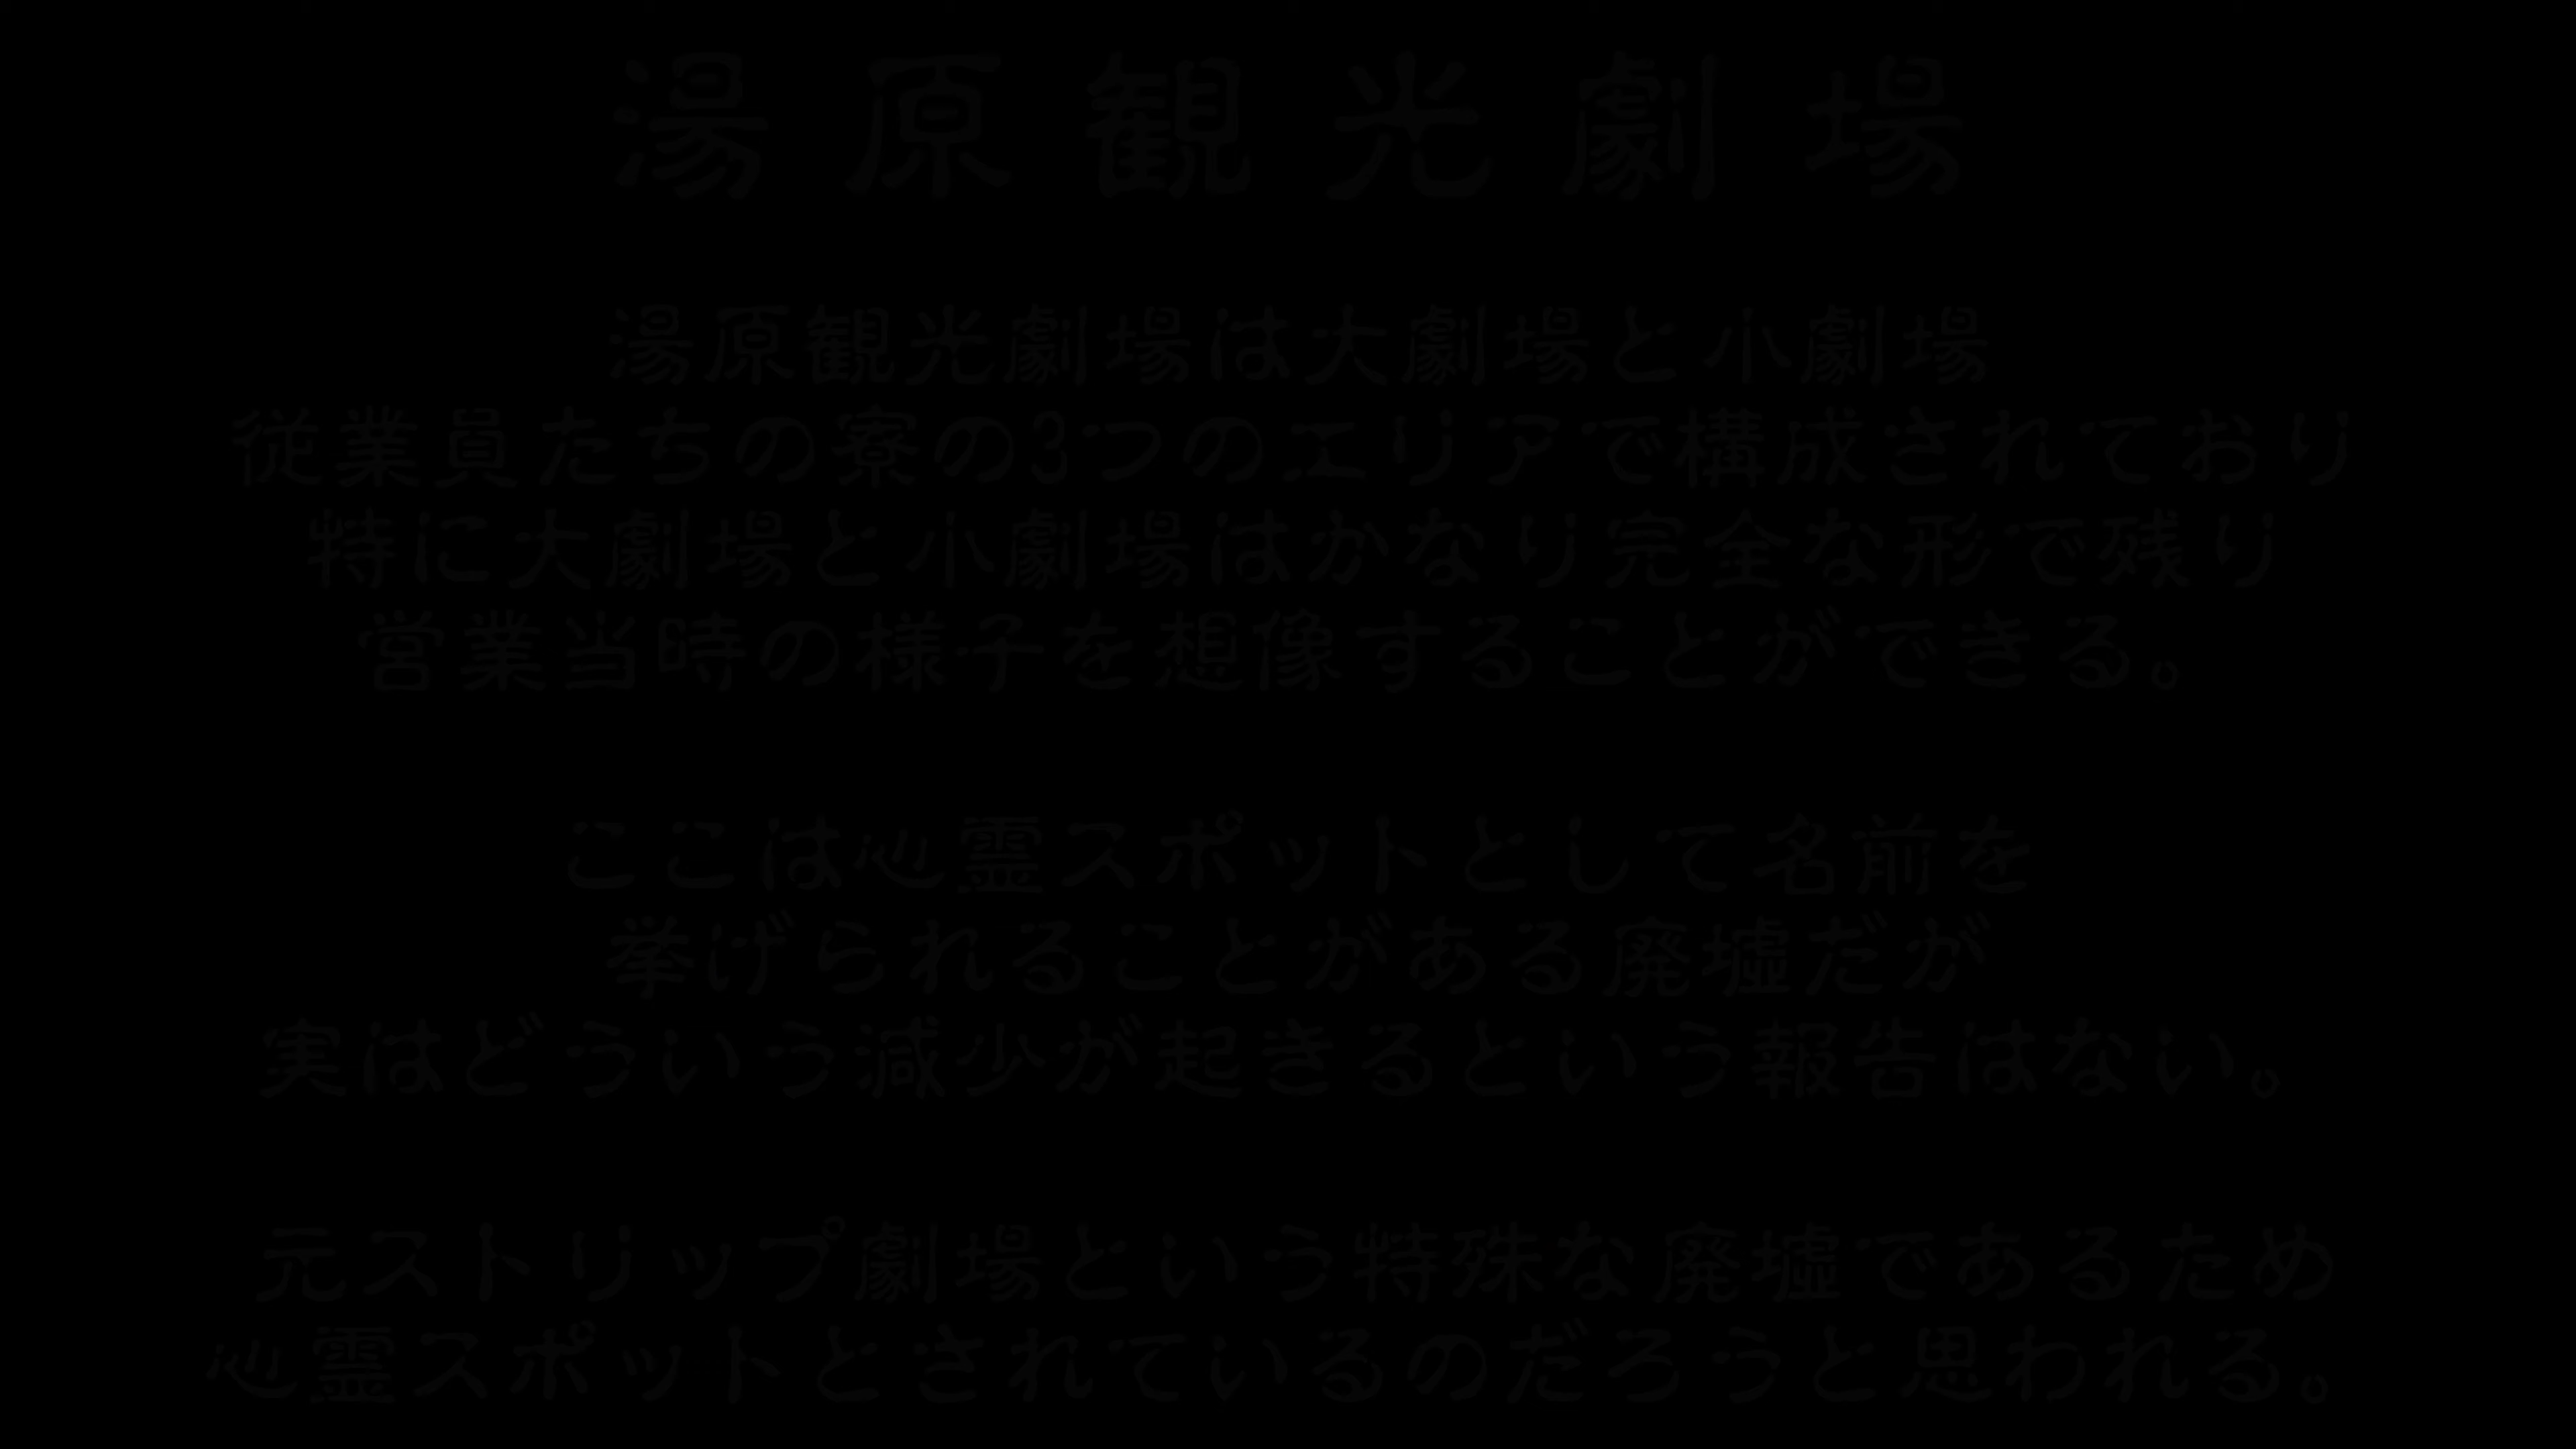 湯原観光劇場
湯原観光劇場は大劇場と小劇場
従業員たちの寮の3つのエリアで構成されており
特に大劇場と小劇場はかなり完全な形で残り
営業当時の様子を想像することができる。
ここは心霊スポットとして名前を
挙げられることがある廃墟だが
実はどういう減少が起きるという報告はない。
元ストリップ劇場という特殊な廃墟であるため
心霊スポットとされているのだろうと思われる。